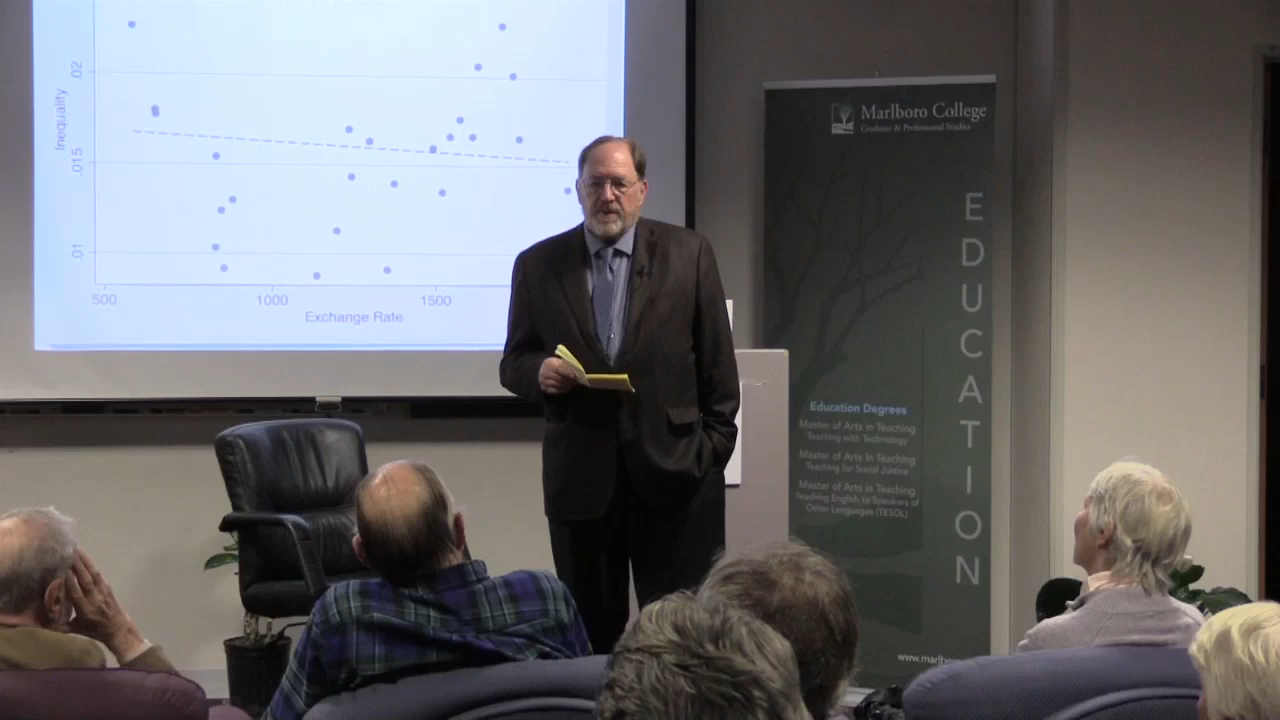 .02
Inequality
.015
.01
500
1000
1500
Exchange Rate
Marlboro College
Graduate & Professional Studies
EDUCATION
Education Degrees
Master of Arts in Teaching
Teaching with Technology
Master of Arts in Teaching
Teaching for Social Justice
Master of Arts in Teaching
Teaching English to Speakers of
Other Languages (TESOL)
www.marlbo